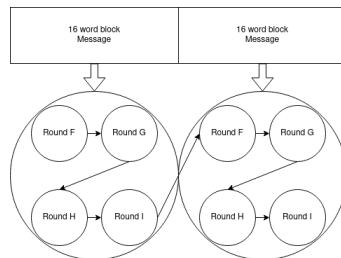 16 word block
Message
16 word block
Message
Round F
Round G
Round F
Round G
Round H
Round I
Round H
Round I